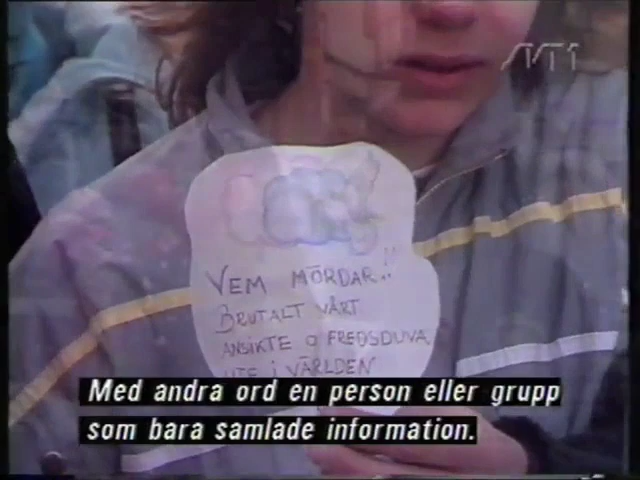 SVT1
VEM MÖRDAR!!
BRUTALT VÅRT
ANSIKTE O FREDSDUVA
UTE i VÄRLDEN
Med andra ord en person eller grupp
som bara samlade information.